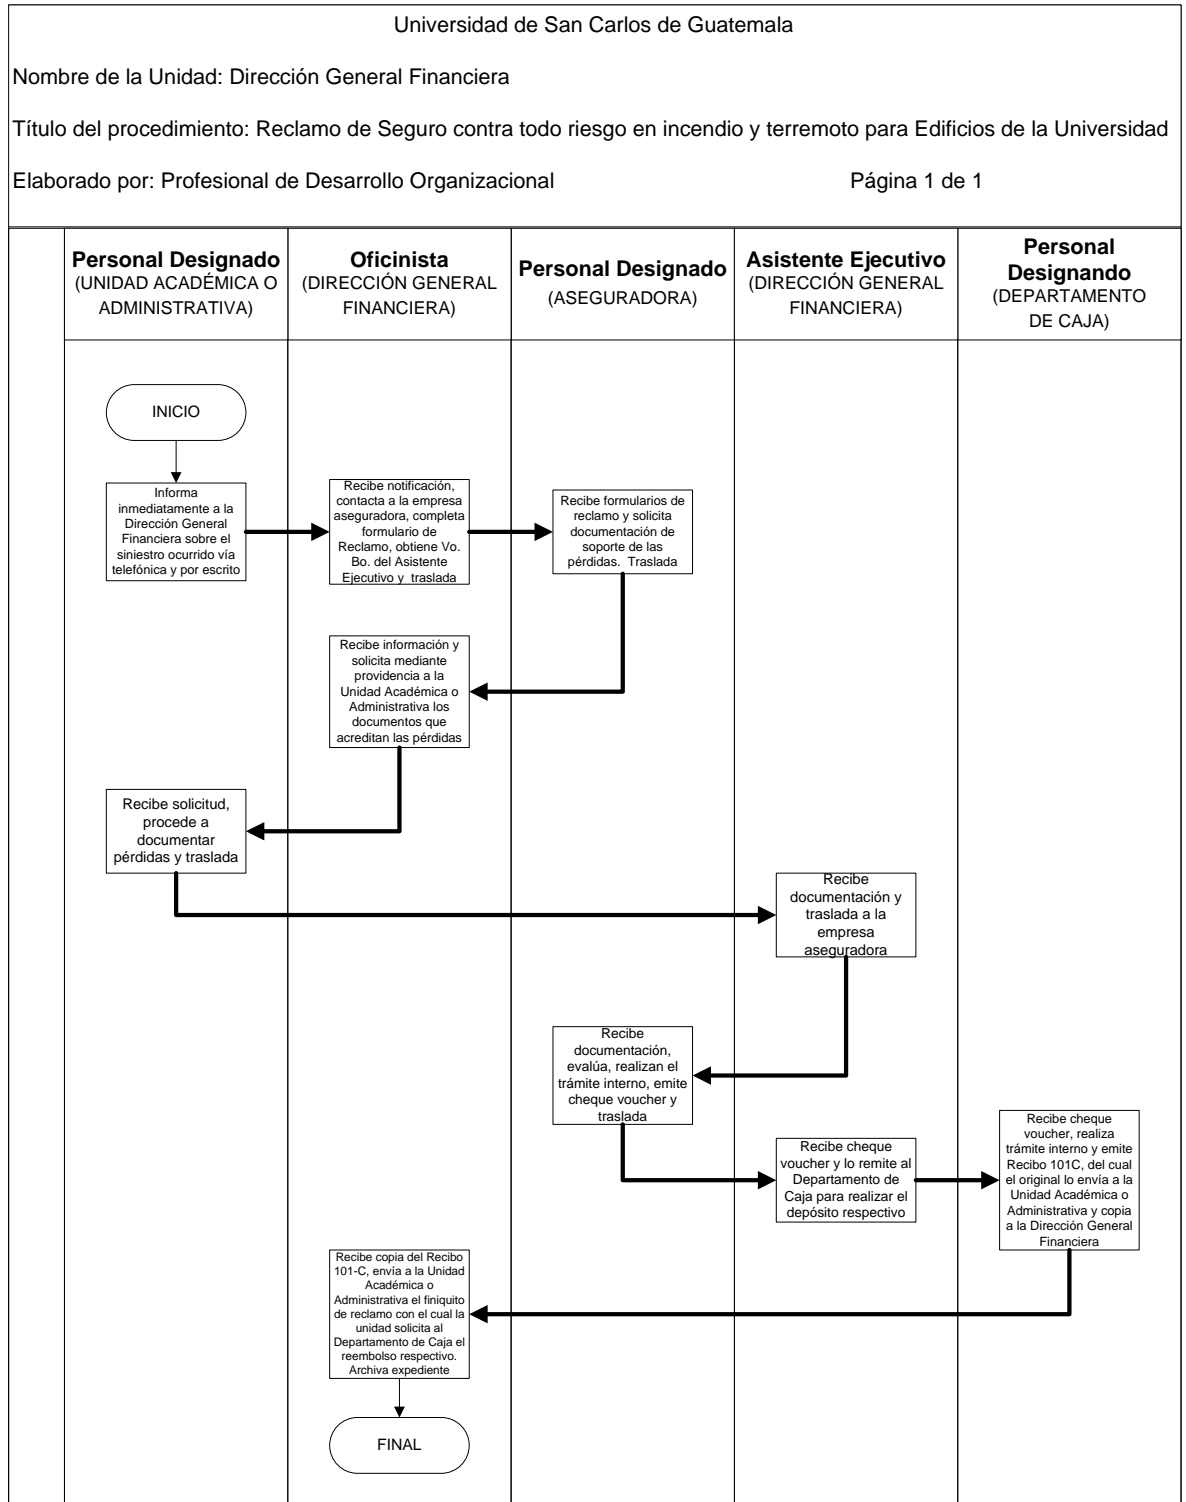 Universidad de San Carlos de Guatemala
Nombre de la Unidad: Dirección General Financiera
Título del procedimiento: Reclamo de Seguro contra todo riesgo en incendio y terremoto para Edificios de la Universidad
Elaborado por: Profesional de Desarrollo Organizacional Página 1 de 1
Personal Designado
(UNIDAD ACADÉMICA O
ADMINISTRATIVA)
Oficinista
(DIRECCIÓN GENERAL
FINANCIERA)
Personal Designado
(ASEGURADORA)
Asistente Ejecutivo
(DIRECCIÓN GENERAL
FINANCIERA)
Personal
Designando
(DEPARTAMENTO
DE CAJA)
INICIO
Informa
inmediatamente a la
Dirección General
Financiera sobre el
siniestro ocurrido vía
telefónica y por escrito
Recibe notificación,
contacta a la empresa
aseguradora, completa
formulario de
Reclamo, obtiene Vo.
Bo. del Asistente
Ejecutivo y traslada
Recibe formularios de
reclamo y solicita
documentación de
soporte de las
pérdidas. Traslada
Recibe información y
solicita mediante
providencia a la
Unidad Académica o
Administrativa los
documentos que
acreditan las pérdidas
Recibe solicitud,
procede a
documentar
pérdidas y traslada
Recibe
documentación y
traslada a la
empresa
aseguradora
Recibe
documentación,
evalúa, realizan el
trámite interno, emite
cheque voucher y
traslada
Recibe cheque
voucher y lo remite al
Departamento de
Caja para realizar el
depósito respectivo
Recibe cheque
voucher, realiza
trámite interno y emite
Recibo 101C, del cual
el original lo envía a la
Unidad Académica o
Administrativa y copia
a la Dirección General
Financiera
Recibe copia del Recibo
101-C, envía a la Unidad
Académica o
Administrativa el finiquito
de reclamo con el cual la
unidad solicita al
Departamento de Caja el
reembolso respectivo.
Archiva expediente
FINAL